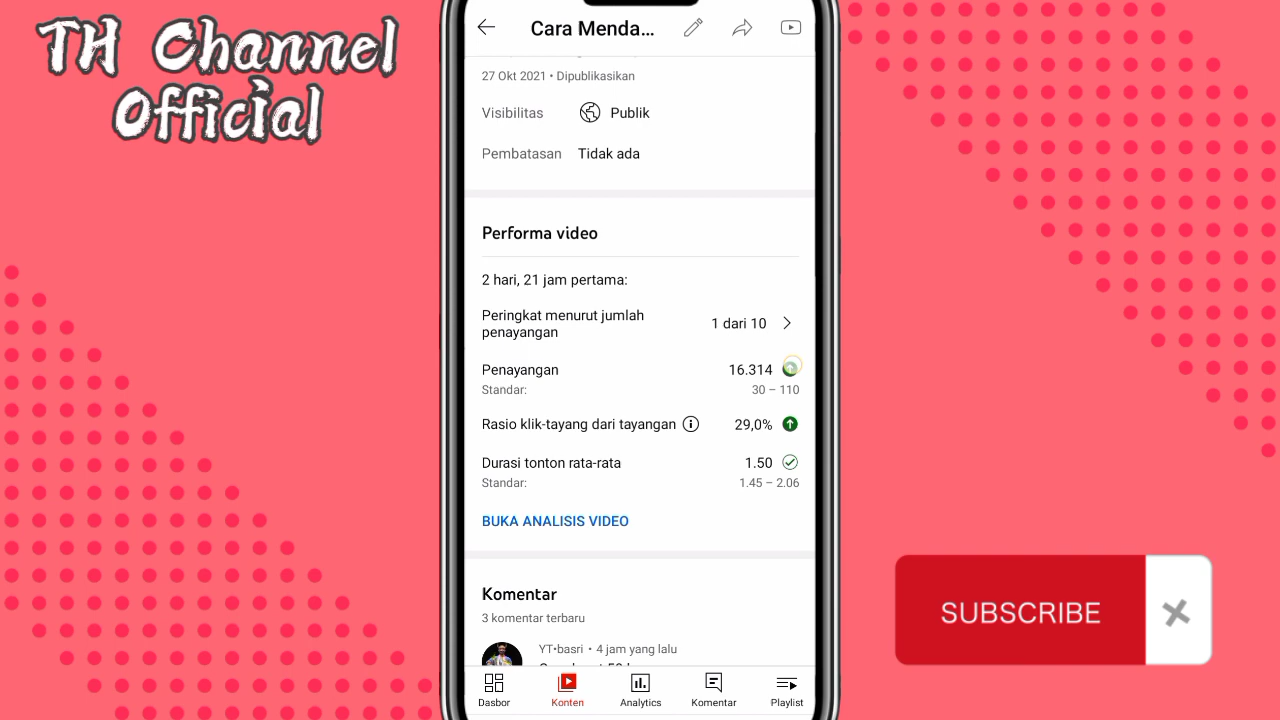 TH Channel
Official
Cara Menda...
27 Okt 2021 • Dipublikasikan
Visibilitas Publik
Pembatasan Tidak ada
Performa video
2 hari, 21 jam pertama:
Peringkat menurut jumlah
penayangan
1 dari 10
Penayangan 16.314
Standar: 30 – 110
Rasio klik-tayang dari tayangan 29,0%
Durasi tonton rata-rata 1.50
Standar: 1.45 – 2.06
BUKA ANALISIS VIDEO
Komentar
3 komentar terbaru
YT•basri • 4 jam yang lalu
Dasbor Konten Analytics Komentar Playlist
SUBSCRIBE